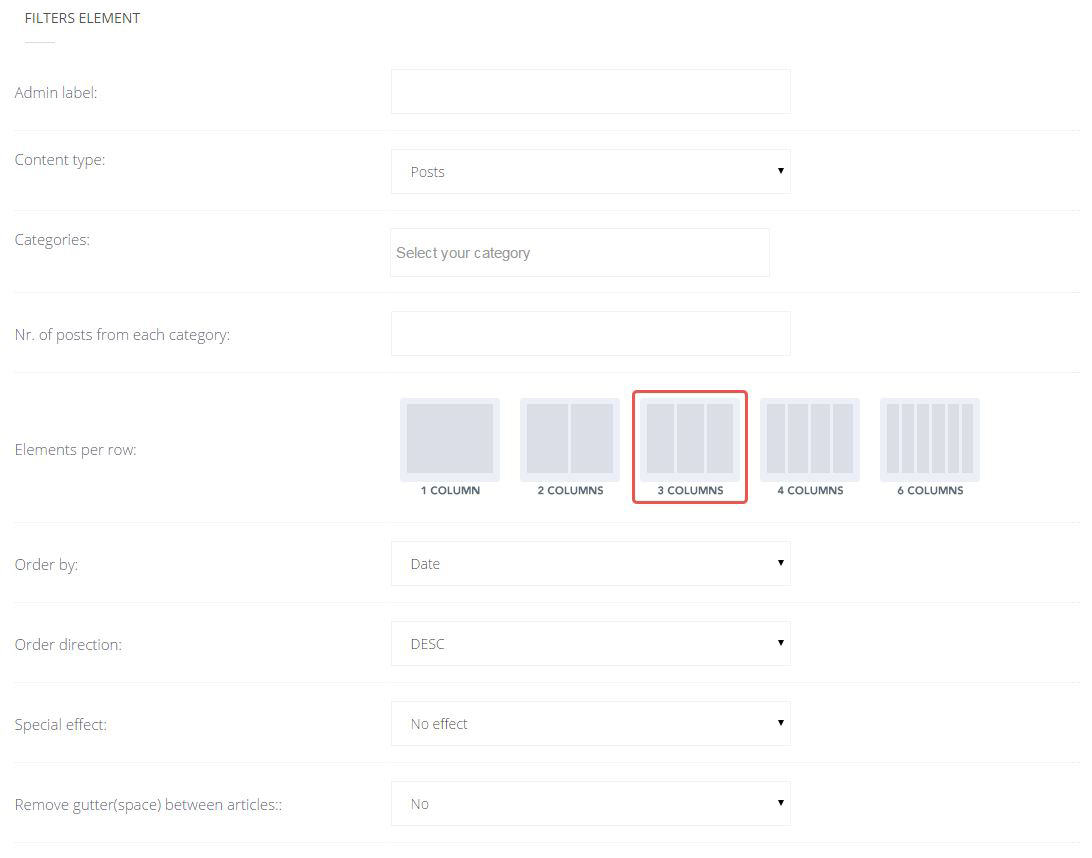 FILTERS ELEMENT
Admin label:
Content type:
Posts
Categories:
Select your category
Nr. of posts from each category:
Elements per row:
1 COLUMN
2 COLUMNS
3 COLUMNS
4 COLUMNS
6 COLUMNS
Order by:
Date
Order direction:
DESC
Special effect:
No effect
Remove gutter(space) between articles::
No